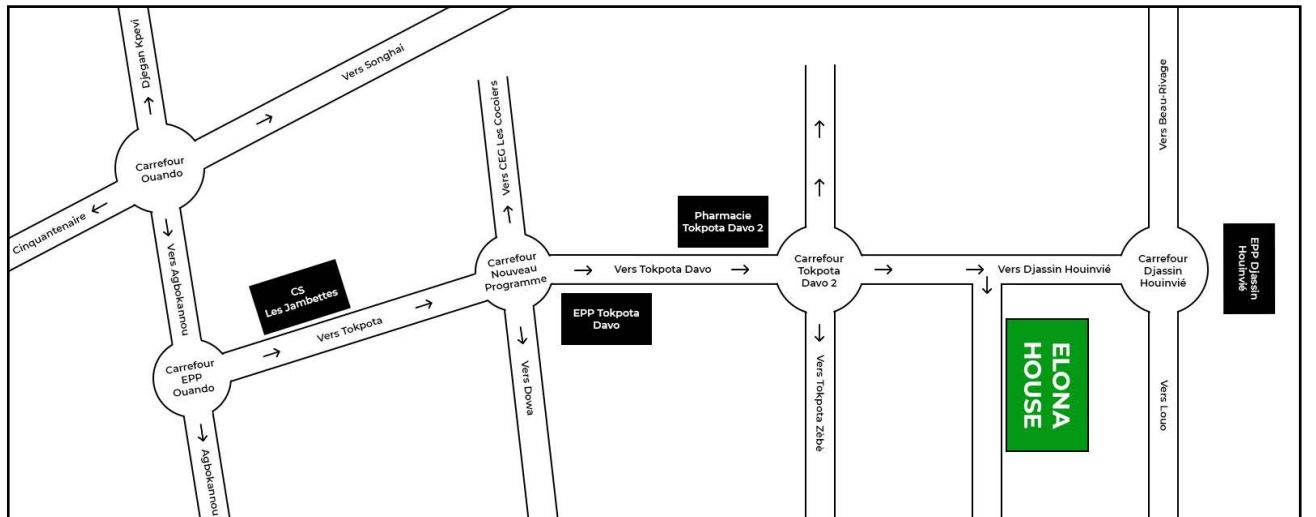 Djegan Kpevi
Vers Songhai
Carrefour
Ouando
Cinquantenaire
Vers Agbokannou
CS
Les Jambettes
Vers Tokpota
Carrefour
EPP
Ouando
Agbokannou
Vers CEG Les Cocoiers
Carrefour
Nouveau
Programme
Vers Dowa
Vers Tokpota Davo
EPP Tokpota
Davo
Pharmacie
Tokpota Davo 2
Carrefour
Tokpota
Davo 2
Vers Tokpota Zèbè
Vers Djassin Houinvié
ELONA
HOUSE
Vers Beau-Rivage
Carrefour
Djassin
Houinvié
Vers Louo
EPP Djassin
Houinvié